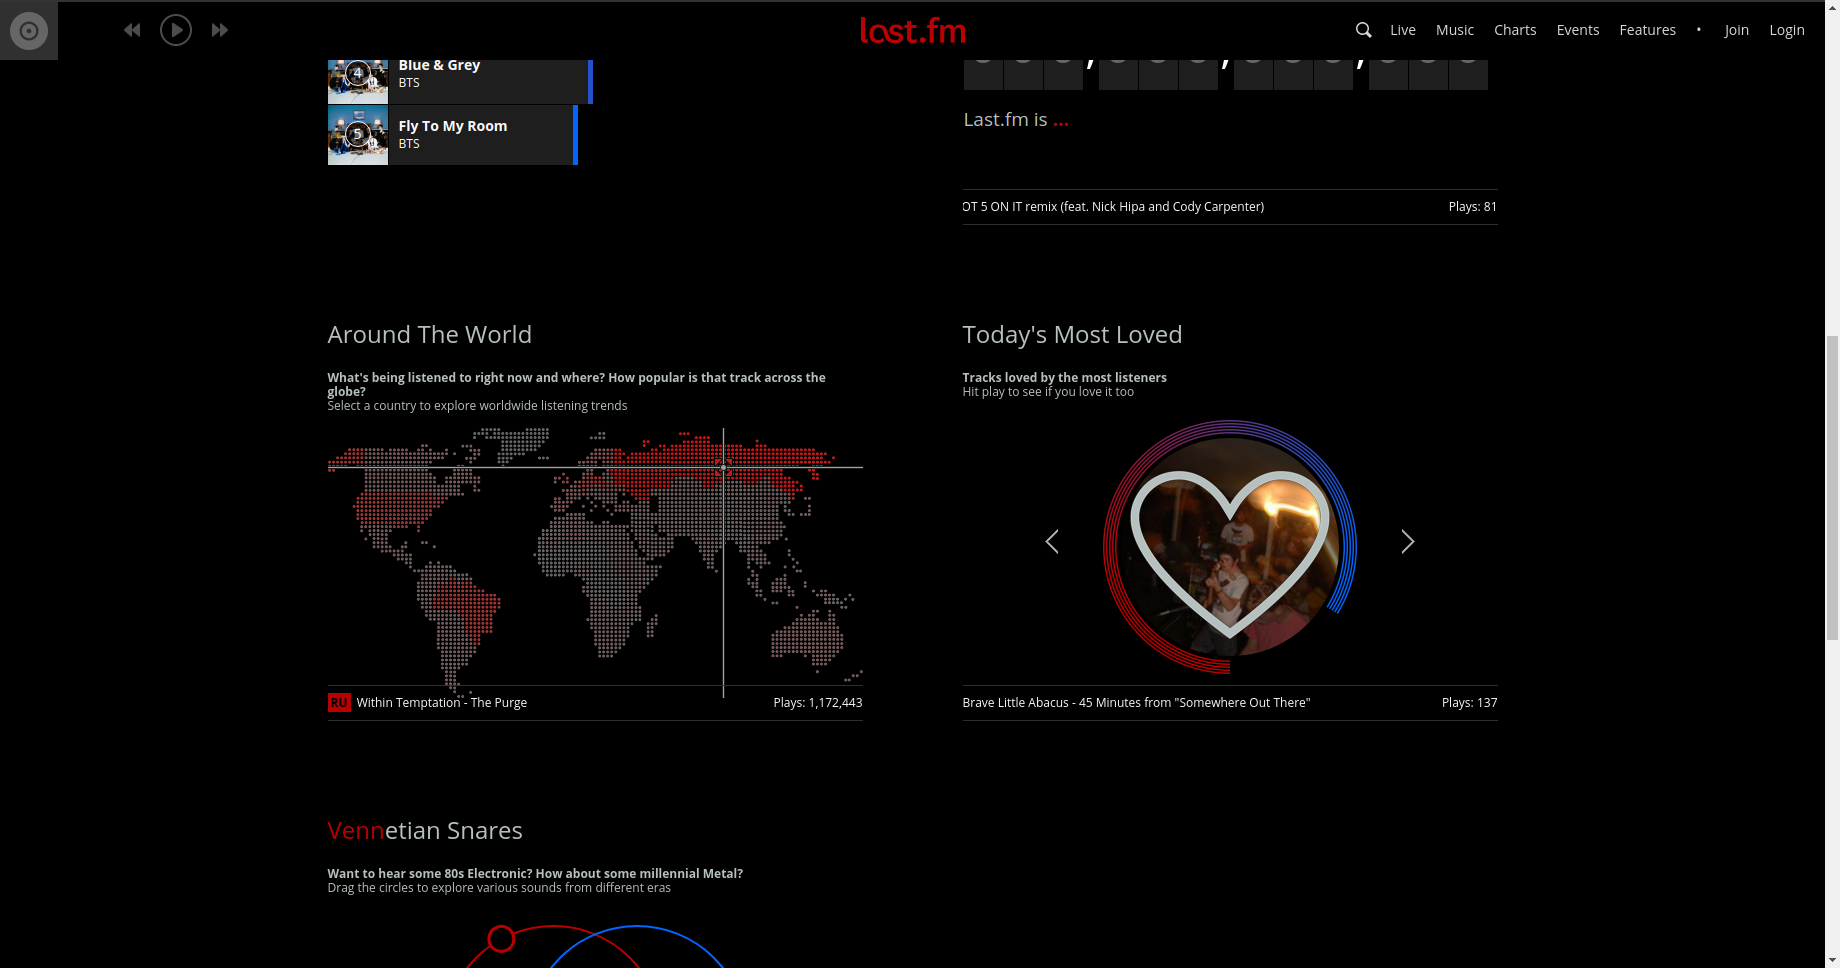 last.fm
Live Music Charts Events Features • Join Login
4
Blue & Grey
BTS
5
Fly To My Room
BTS
Last.fm is ...
OT 5 ON IT remix (feat. Nick Hipa and Cody Carpenter) Plays: 81
Around The World
What's being listened to right now and where? How popular is that track across the
globe?
Select a country to explore worldwide listening trends
RU Within Temptation - The Purge Plays: 1,172,443
Today's Most Loved
Tracks loved by the most listeners
Hit play to see if you love it too
Brave Little Abacus - 45 Minutes from "Somewhere Out There" Plays: 137
Vennetian Snares
Want to hear some 80s Electronic? How about some millennial Metal?
Drag the circles to explore various sounds from different eras